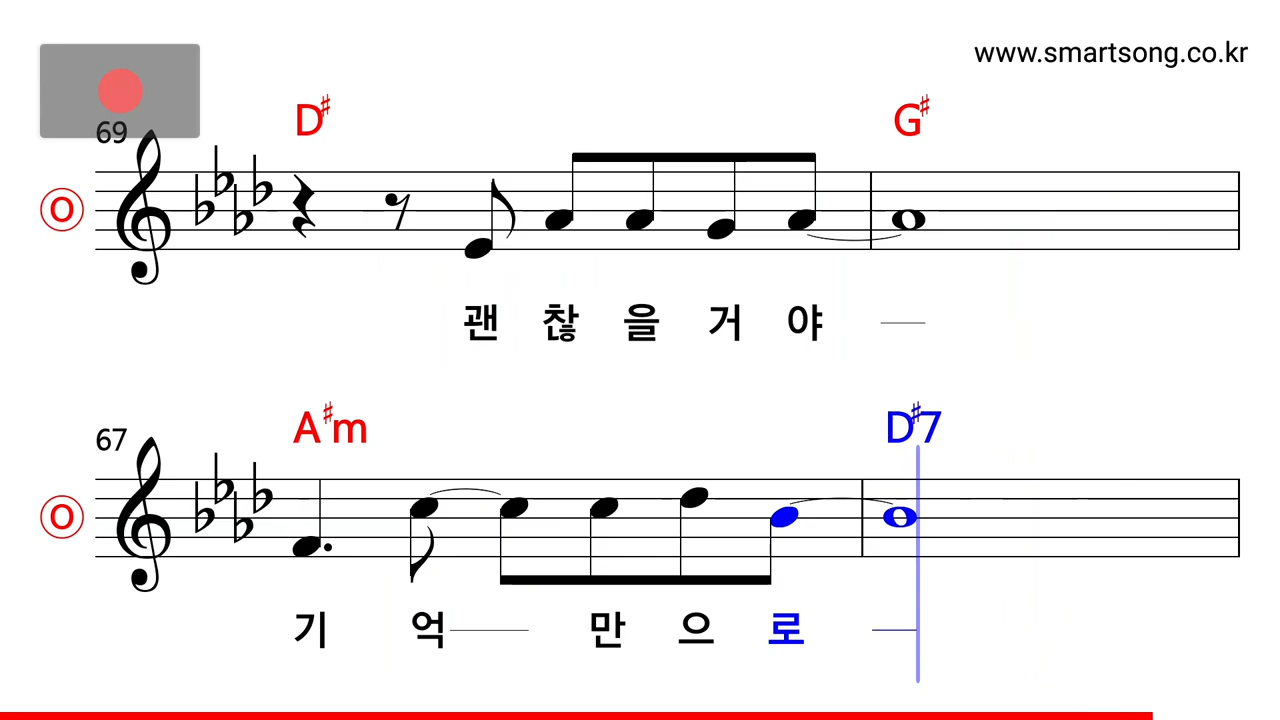 www.smartsong.co.kr
69
D♯ G♯
O
괜 찮 을 거 야
67
A♯m D♯7
O
기 억 만 으 로